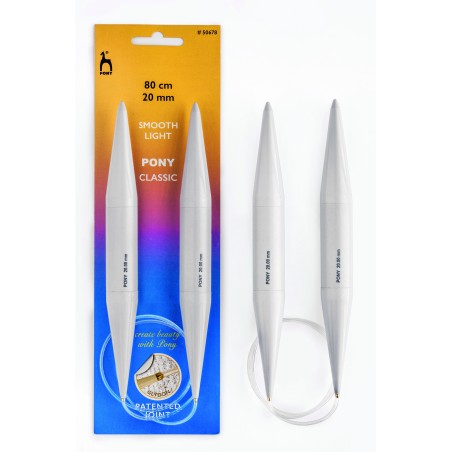 # 50678
PONY
80 cm
20 mm
SMOOTH
LIGHT
PONY
CLASSIC
PONY 20.00 mm
PONY 20.00 mm
create beauty
with Pony
GLYDON
PATENTED
JOINT
PONY 20.00 mm
PONY 20.00 mm